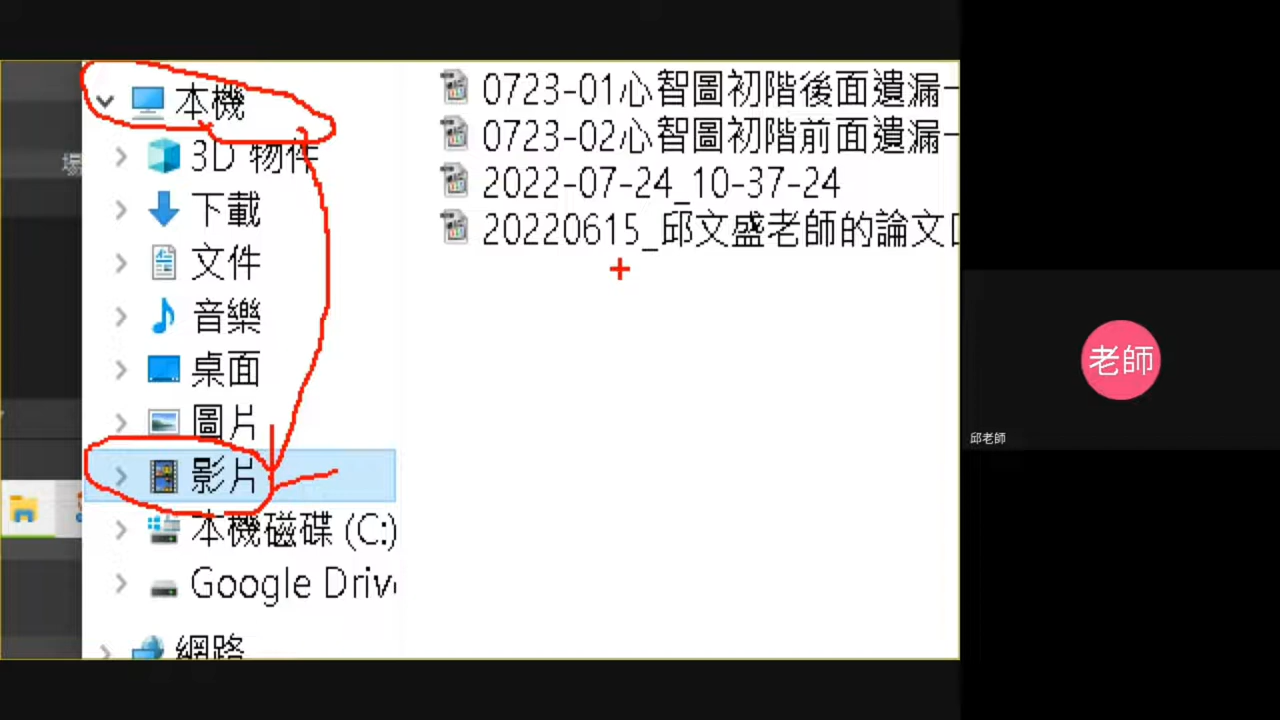 本機
3D 物件
下載
文件
音樂
桌面
圖片
影片
本機磁碟 (C:)
Google Drive
網路
場
0723-01心智圖初階後面遺漏-
0723-02心智圖初階前面遺漏-
2022-07-24_10-37-24
20220615_邱文盛老師的論文
老師
邱老師